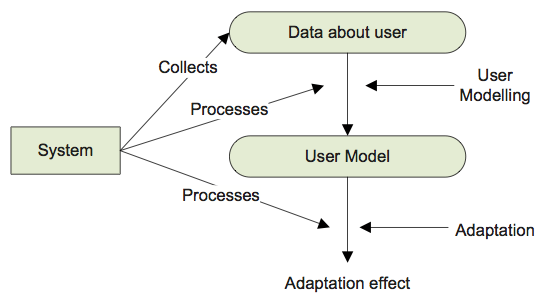 Data about user
Collects
User
Modelling
Processes
System
User Model
Processes
Adaptation
Adaptation effect